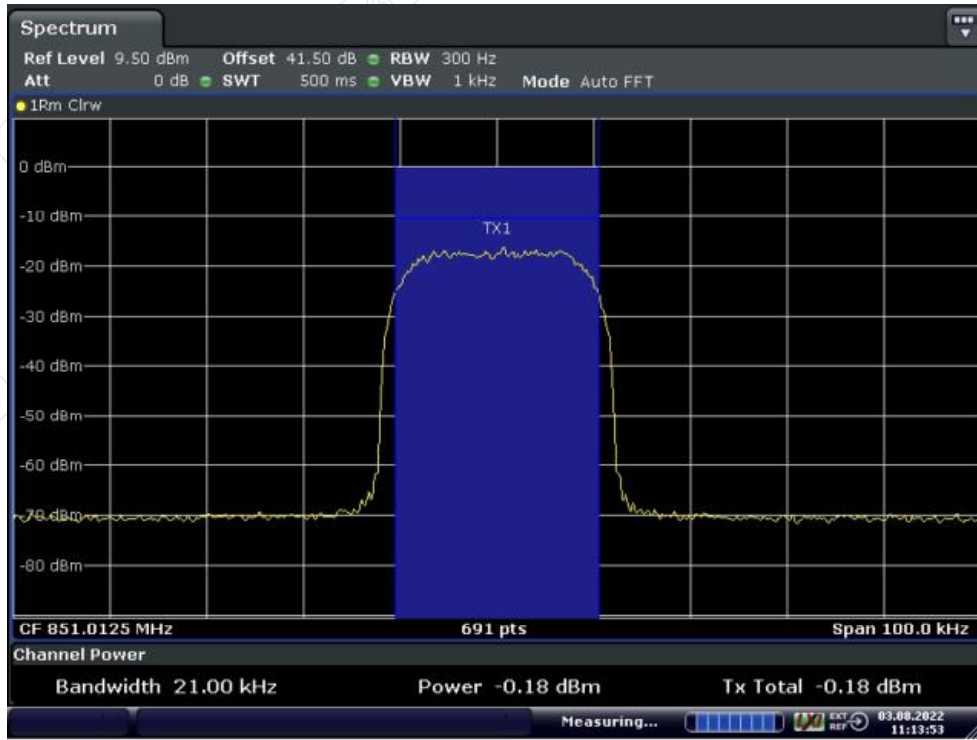 Spectrum
Ref Level 9.50 dBm Offset 41.50 dB RBW 300 Hz
Att 0 dB SWT 500 ms VBW 1 kHz Mode Auto FFT
1Rm Clrw
0 dBm
-10 dBm
TX1
-20 dBm
-30 dBm
-40 dBm
-50 dBm
-60 dBm
-70 dBm
-80 dBm
CF 851.0125 MHz 691 pts Span 100.0 kHz
Channel Power
Bandwidth 21.00 kHz Power -0.18 dBm Tx Total -0.18 dBm
Measuring... EXT REF 03.08.2022
11:13:53